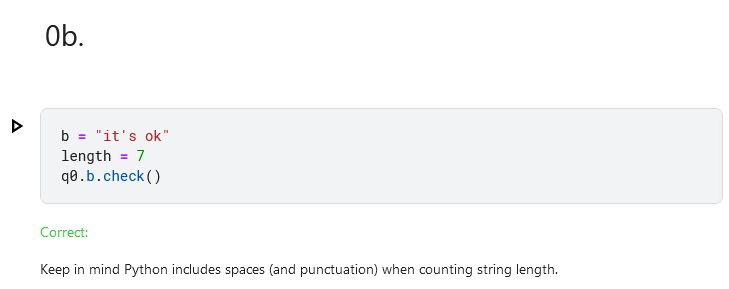 0b.
b = "it's ok"
length = 7
q0.b.check()
Correct:
Keep in mind Python includes spaces (and punctuation) when counting string length.